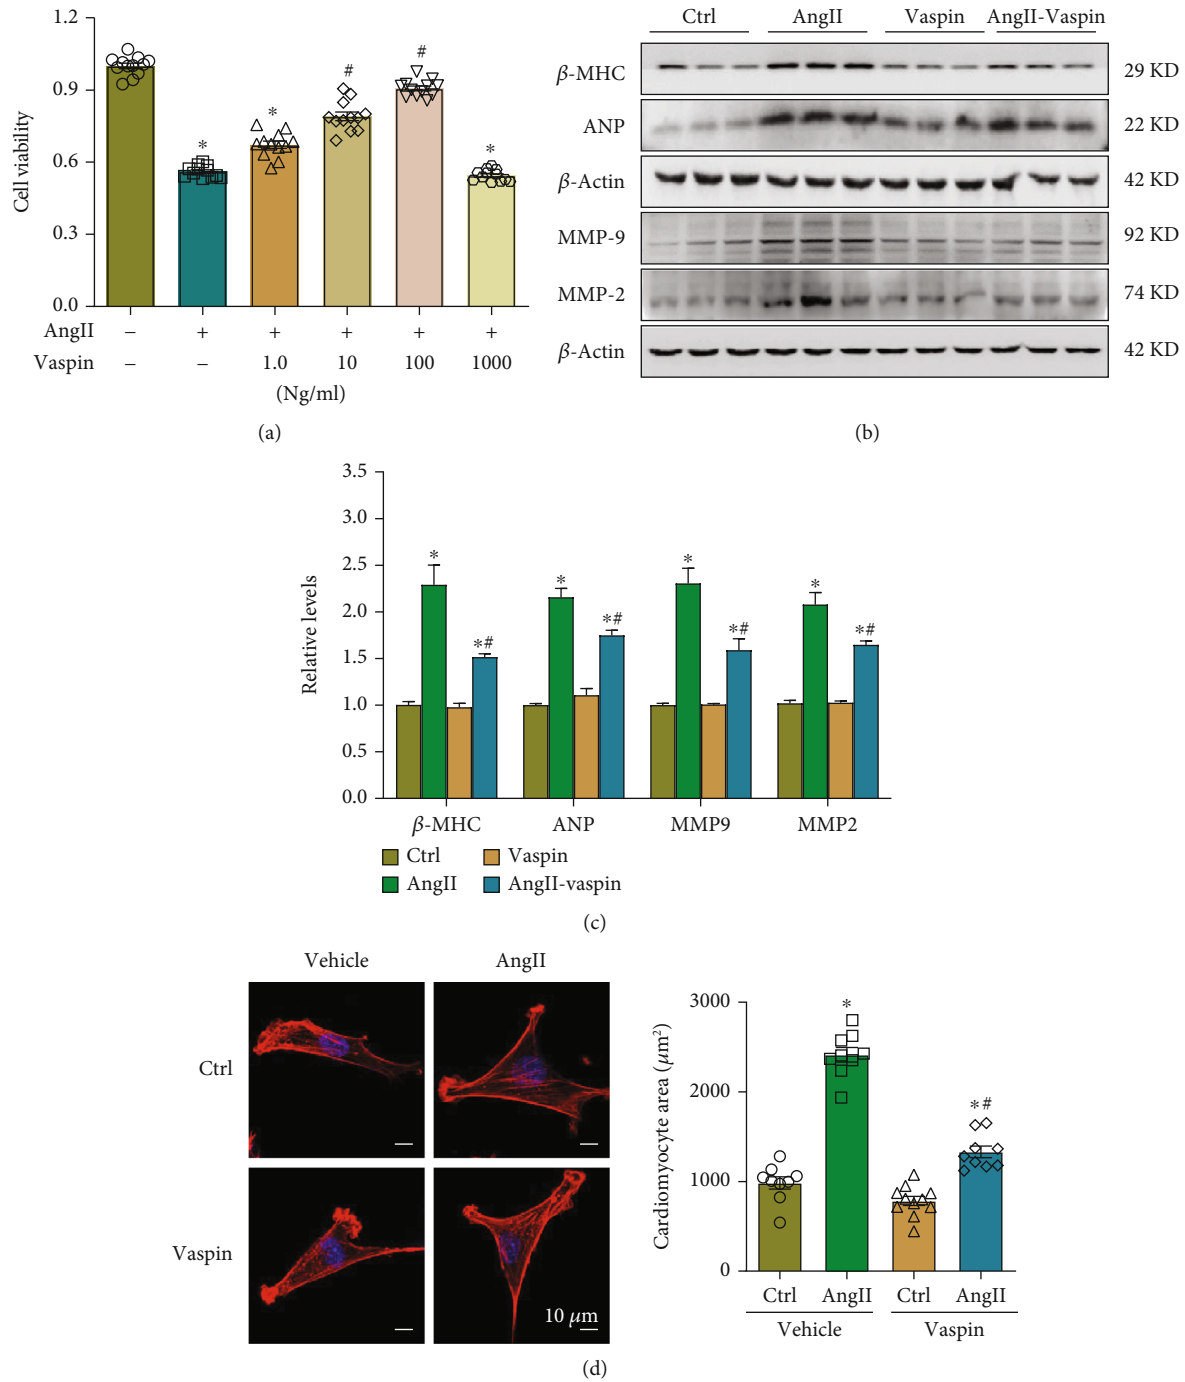 1.2
0.9
0.6
0.3
0.0
Cell viability
*
*
#
#
*
AngII – + + + + +
Vaspin – – 1.0 10 100 1000
(Ng/ml)
(a)
Ctrl AngII Vaspin AngII-Vaspin
β-MHC 29 KD
ANP 22 KD
β-Actin 42 KD
MMP-9 92 KD
MMP-2 74 KD
β-Actin 42 KD
(b)
3.5
3.0
2.5
2.0
1.5
1.0
0.5
0.0
Relative levels
* *# * *# * *# * *#
β-MHC ANP MMP9 MMP2
Ctrl Vaspin
AngII AngII-vaspin
(c)
Vehicle AngII
Ctrl
Vaspin
10 μm
3000
2000
1000
0
Cardiomyocyte area (μm²)
*
*#
Ctrl AngII Ctrl AngII
Vehicle Vaspin
(d)